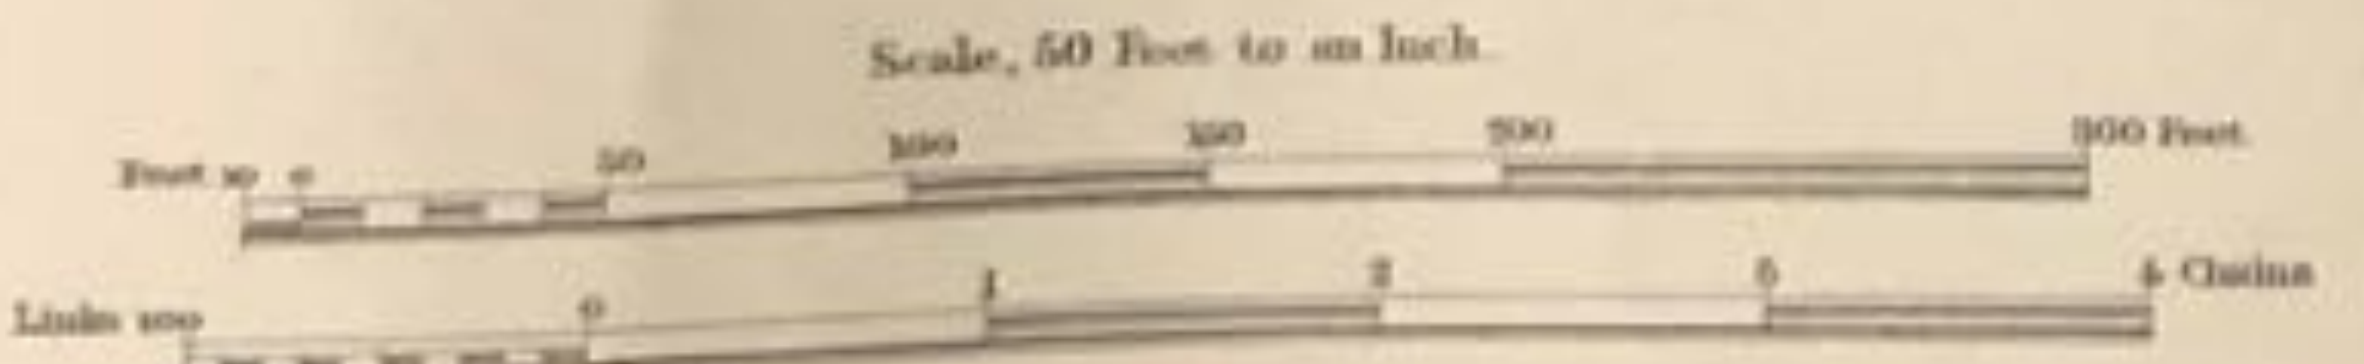 Scale, 50 Feet to an Inch.
Feet 10 0 50 100 150 200 300 Feet.
Links 100 0 1 2 3 4 Chains